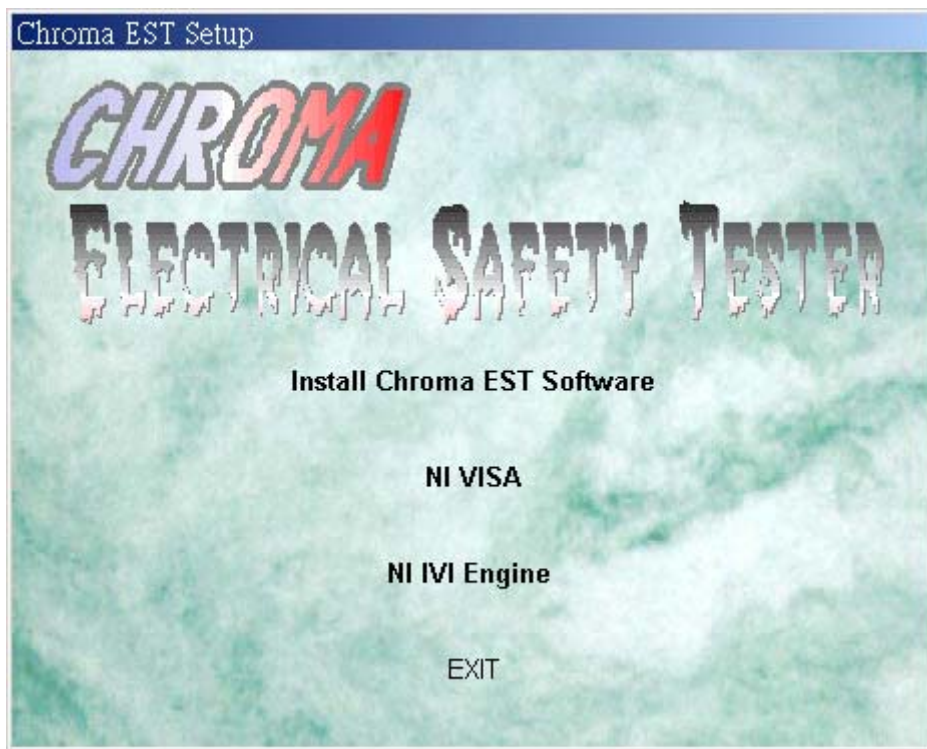 Chroma EST Setup
CHROMA
ELECTRICAL SAFETY TESTER
Install Chroma EST Software
NI VISA
NI IVI Engine
EXIT